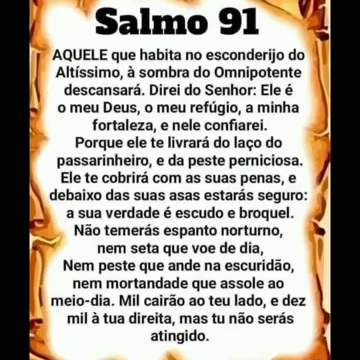 Salmo 91
AQUELE que habita no esconderijo do
Altíssimo, à sombra do Omnipotente
descansará. Direi do Senhor: Ele é
o meu Deus, o meu refúgio, a minha
fortaleza, e nele confiarei.
Porque ele te livrará do laço do
passarinheiro, e da peste perniciosa.
Ele te cobrirá com as suas penas, e
debaixo das suas asas estarás seguro:
a sua verdade é escudo e broquel.
Não temerás espanto norturno,
nem seta que voe de dia,
Nem peste que ande na escuridão,
nem mortandade que assole ao
meio-dia. Mil cairão ao teu lado, e dez
mil à tua direita, mas tu não serás
atingido.